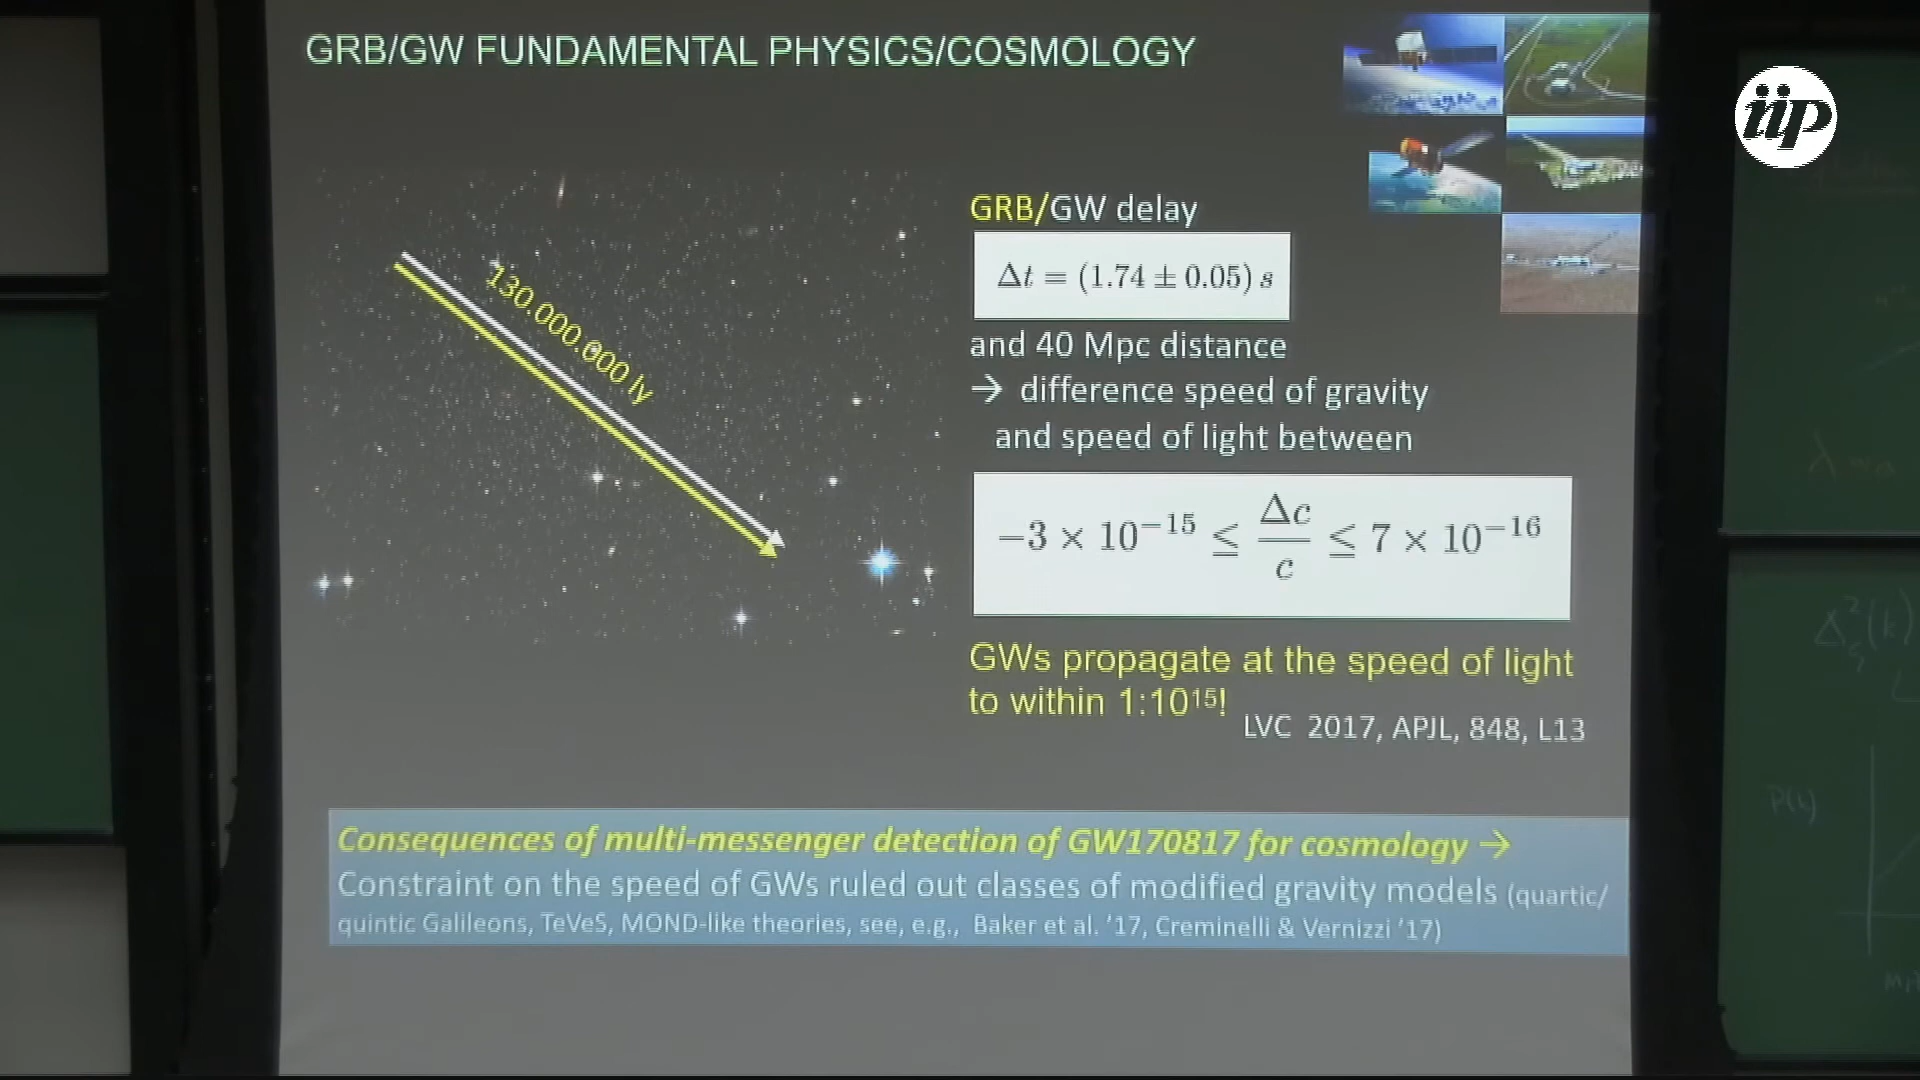 GRB/GW FUNDAMENTAL PHYSICS/COSMOLOGY
iip
130.000.000 ly
GRB/GW delay
Δt = (1.74 ± 0.05) s
and 40 Mpc distance
→ difference speed of gravity
and speed of light between
−3 × 10⁻¹⁵ ≤ Δc/c ≤ 7 × 10⁻¹⁶
GWs propagate at the speed of light
to within 1:10¹⁵!
LVC 2017, APJL, 848, L13
Consequences of multi-messenger detection of GW170817 for cosmology →
Constraint on the speed of GWs ruled out classes of modified gravity models (quartic/
quintic Galileons, TeVeS, MOND-like theories, see, e.g., Baker et al. '17, Creminelli & Vernizzi '17)